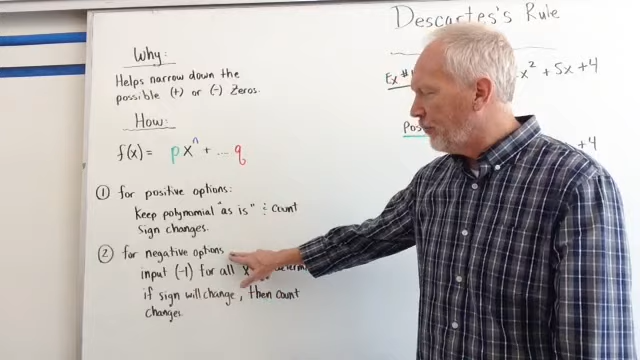 Descartes's Rule
Why:
Helps narrow down the
possible (+) or (-) Zeros.
How:
f(x) = px^n + .... q
① for positive options:
Keep polynomial "as is" & count
Sign changes.
② for negative options
input (-1) for all x
if sign will change, then count
changes.
Ex #1
x² + 5x + 4
Pos
+ 4